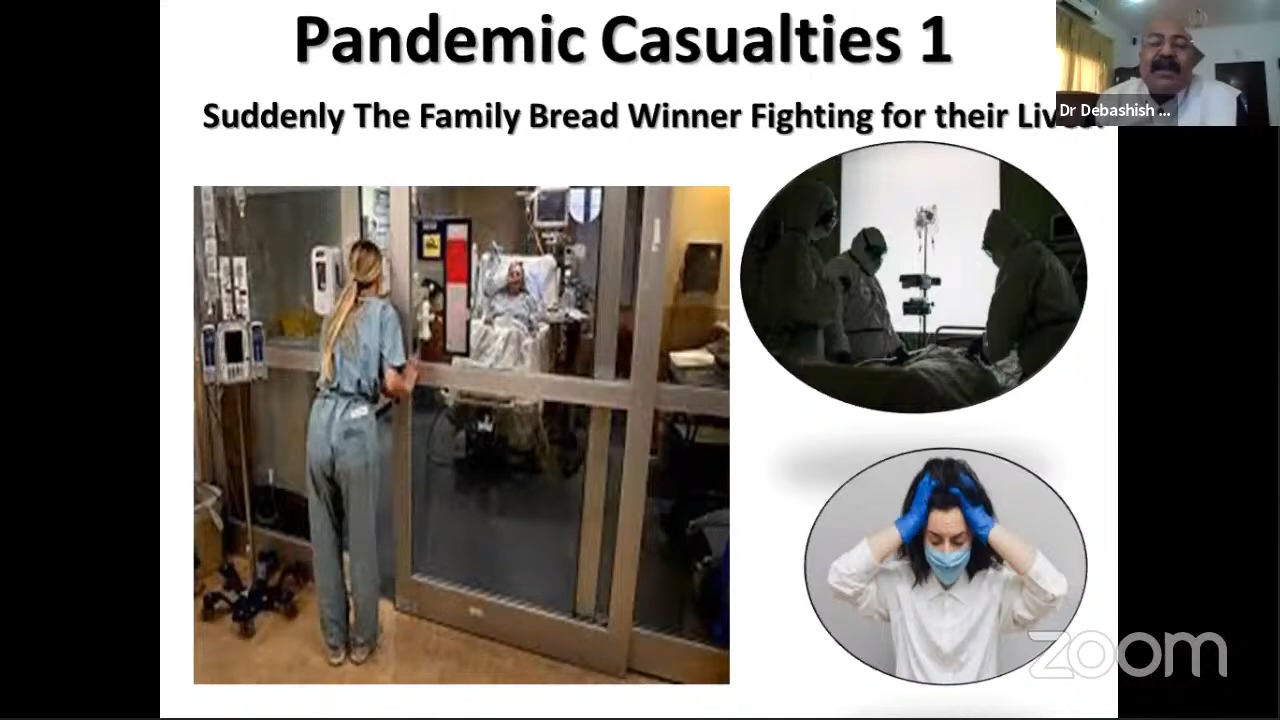 Pandemic Casualties 1
Suddenly The Family Bread Winner Fighting for their
Dr Debashish ...
zoom